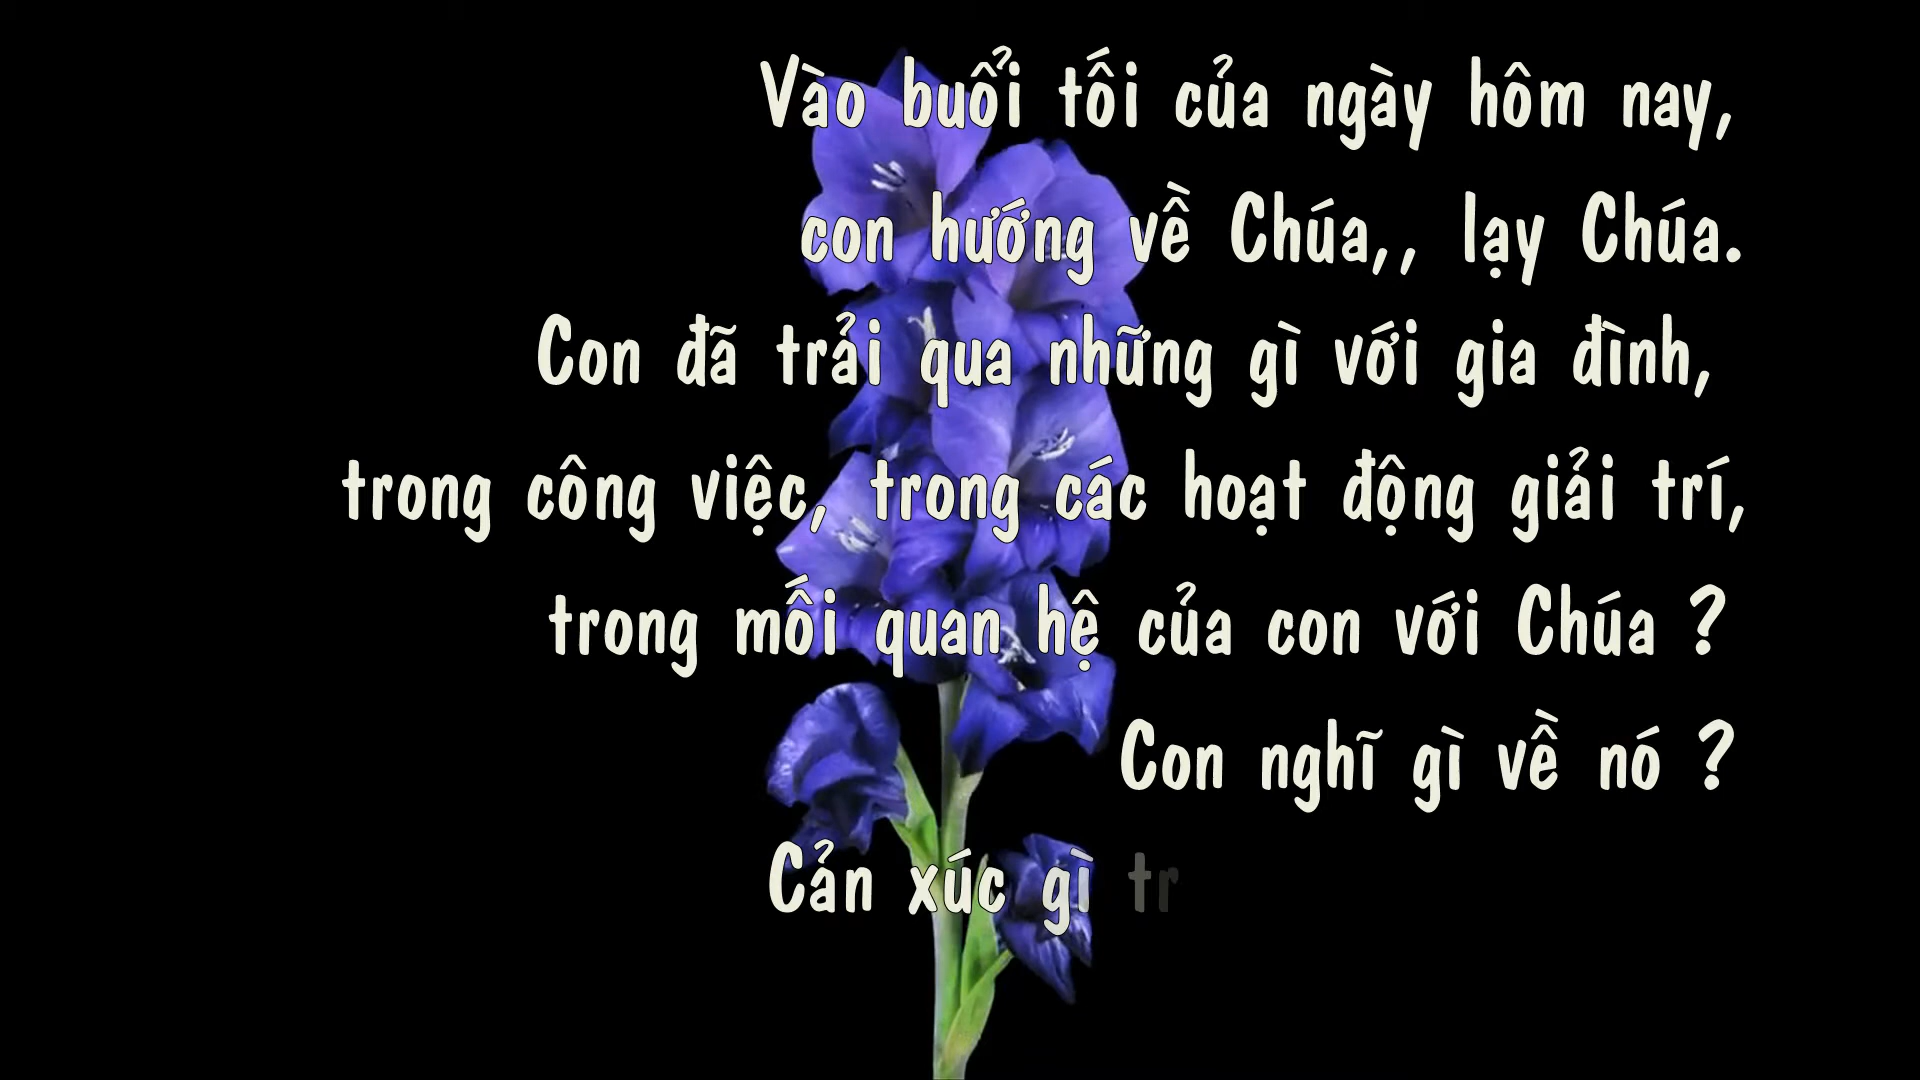 Vào buổi tối của ngày hôm nay,
con hướng về Chúa,, lạy Chúa.
Con đã trải qua những gì với gia đình,
trong công việc, trong các hoạt động giải trí,
trong mối quan hệ của con với Chúa ?
Con nghĩ gì về nó ?
Cản xúc gì tr